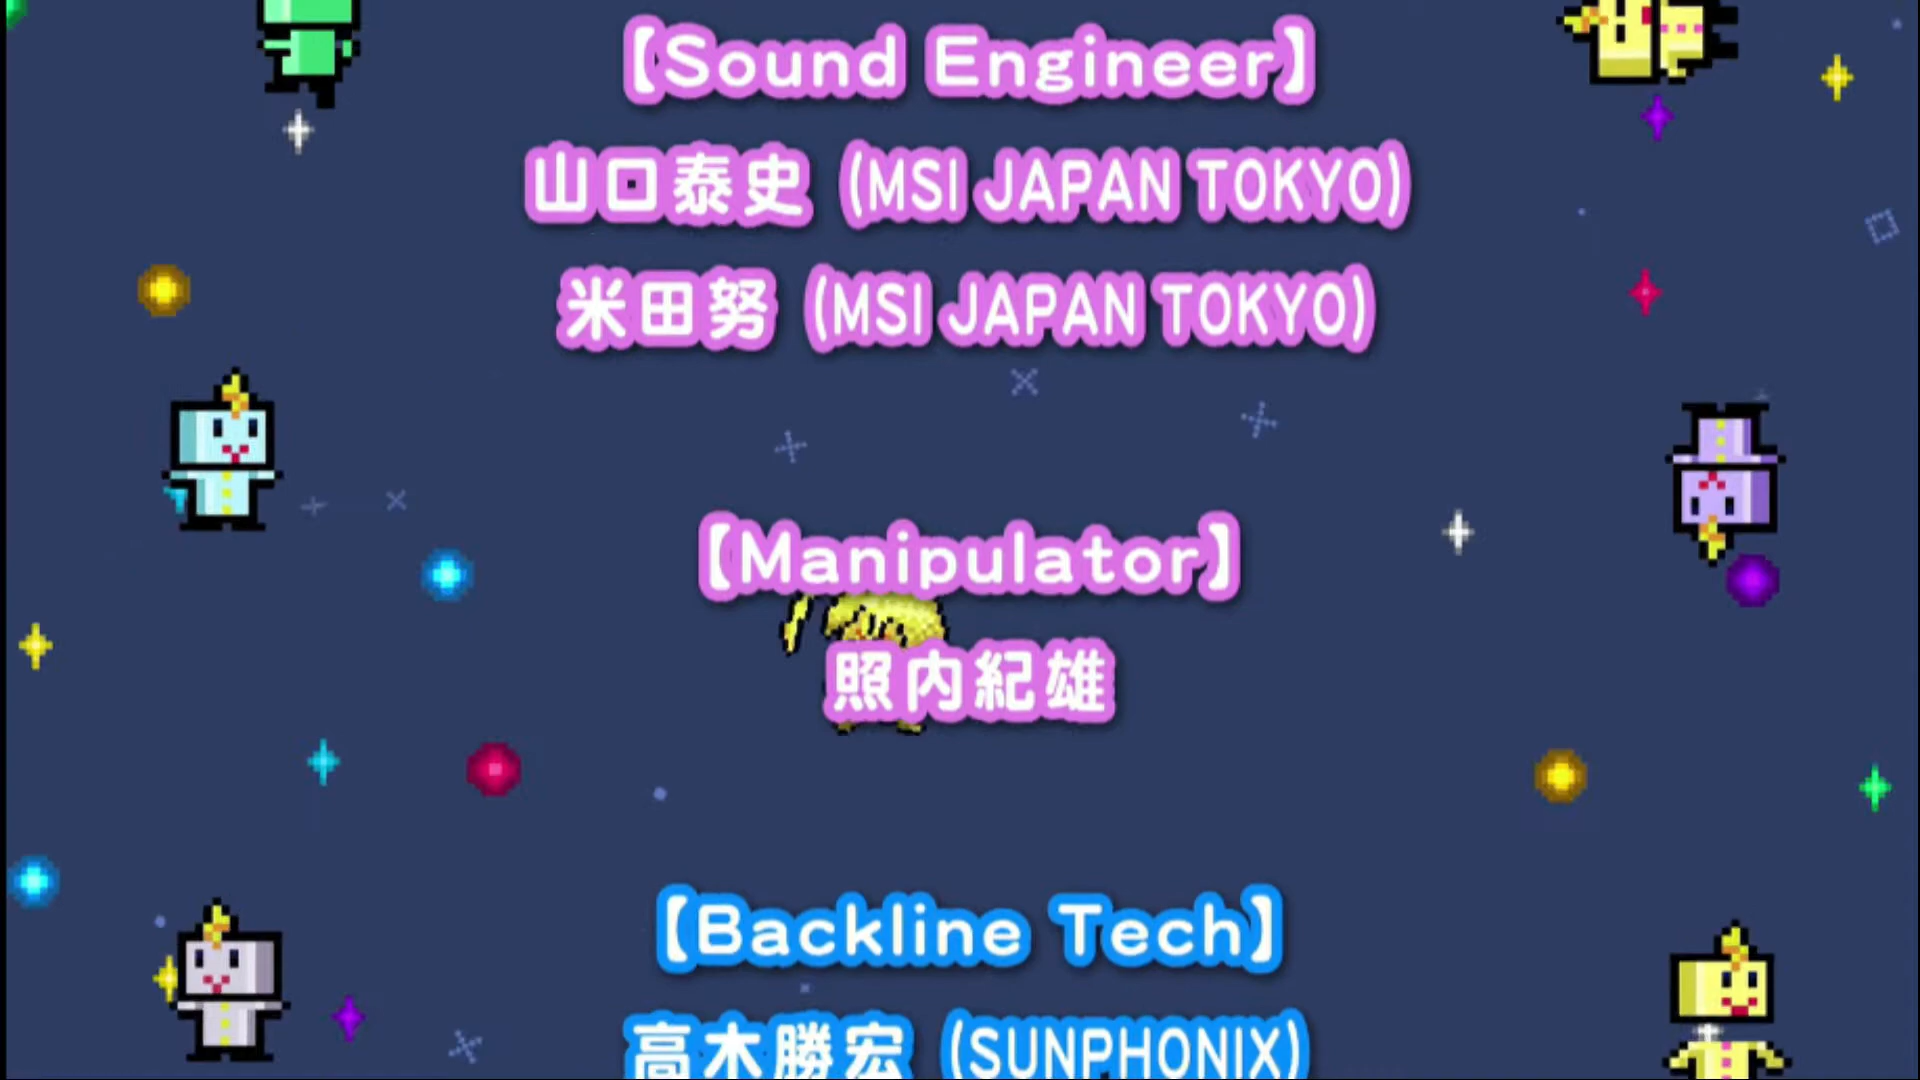 【Sound Engineer】
山口泰史 (MSI JAPAN TOKYO)
米田努 (MSI JAPAN TOKYO)
【Manipulator】
照内紀雄
【Backline Tech】
高木勝宏 (SUNPHONIX)